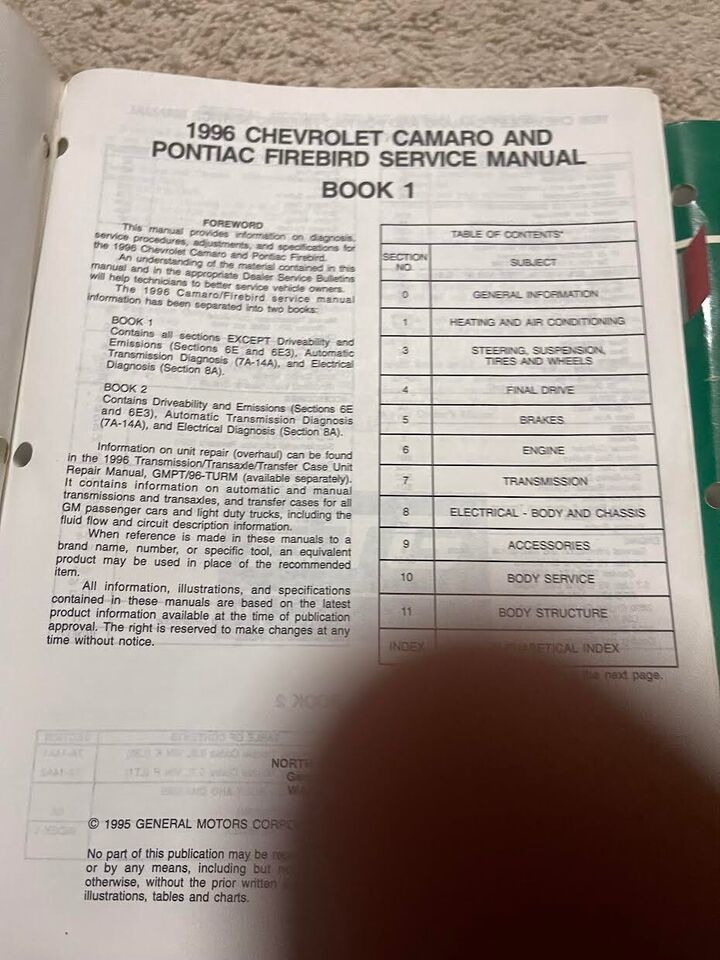 1996 CHEVROLET CAMARO AND
PONTIAC FIREBIRD SERVICE MANUAL
BOOK 1
FOREWORD
This manual provides information on diagnosis,
service procedures, adjustments, and specifications for
the 1996 Chevrolet Camaro and Pontiac Firebird.
An understanding of the material contained in this
manual and in the appropriate Dealer Service Bulletins
will help technicians to better service vehicle owners.
The 1996 Camaro/Firebird service manual
information has been separated into two books:
BOOK 1
Contains all sections EXCEPT Driveability and
Emissions (Sections 6E and 6E3), Automatic
Transmission Diagnosis (7A-14A), and Electrical
Diagnosis (Section 8A).
BOOK 2
Contains Driveability and Emissions (Sections 6E
and 6E3), Automatic Transmission Diagnosis
(7A-14A), and Electrical Diagnosis (Section 8A).
Information on unit repair (overhaul) can be found
in the 1996 Transmission/Transaxle/Transfer Case Unit
Repair Manual, GMPT/96-TURM (available separately).
It contains information on automatic and manual
transmissions and transaxles, and transfer cases for all
GM passenger cars and light duty trucks, including the
fluid flow and circuit description information.
When reference is made in these manuals to a
brand name, number, or specific tool, an equivalent
product may be used in place of the recommended
item.
All information, illustrations, and specifications
contained in these manuals are based on the latest
product information available at the time of publication
approval. The right is reserved to make changes at any
time without notice.
TABLE OF CONTENTS*
SECTION NO. SUBJECT
0 GENERAL INFORMATION
1 HEATING AND AIR CONDITIONING
3 STEERING, SUSPENSION,
TIRES AND WHEELS
4 FINAL DRIVE
5 BRAKES
6 ENGINE
7 TRANSMISSION
8 ELECTRICAL - BODY AND CHASSIS
9 ACCESSORIES
10 BODY SERVICE
11 BODY STRUCTURE
INDEX ALPHABETICAL INDEX
the next page.
NORTH
© 1995 GENERAL MOTORS
No part of this publication may be
or by any means, including but
otherwise, without the prior written
illustrations, tables and charts.